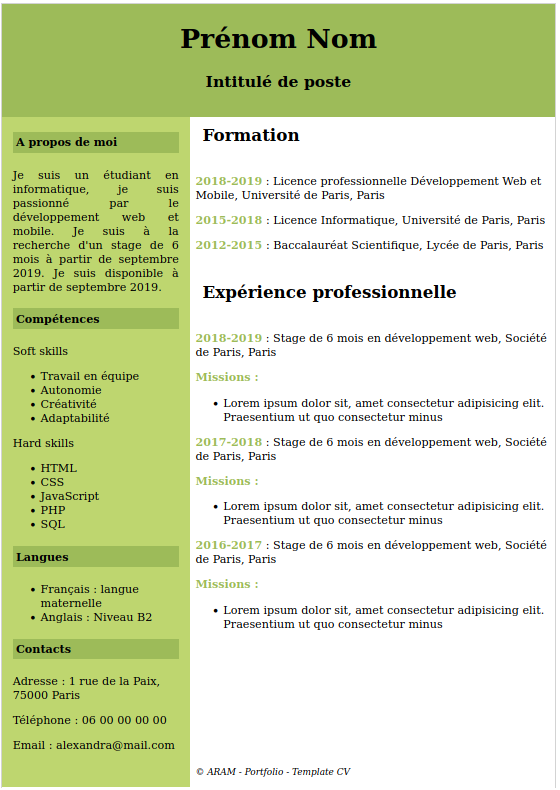 Prénom Nom
Intitulé de poste
A propos de moi
Je suis un étudiant en
informatique, je suis
passionné par le
développement web et
mobile. Je suis à la
recherche d'un stage de 6
mois à partir de septembre
2019. Je suis disponible à
partir de septembre 2019.
Compétences
Soft skills
• Travail en équipe
• Autonomie
• Créativité
• Adaptabilité
Hard skills
• HTML
• CSS
• JavaScript
• PHP
• SQL
Langues
• Français : langue
maternelle
• Anglais : Niveau B2
Contacts
Adresse : 1 rue de la Paix,
75000 Paris
Téléphone : 06 00 00 00 00
Email : alexandra@mail.com
Formation
2018-2019 : Licence professionnelle Développement Web et
Mobile, Université de Paris, Paris
2015-2018 : Licence Informatique, Université de Paris, Paris
2012-2015 : Baccalauréat Scientifique, Lycée de Paris, Paris
Expérience professionnelle
2018-2019 : Stage de 6 mois en développement web, Société
de Paris, Paris
Missions :
• Lorem ipsum dolor sit, amet consectetur adipisicing elit.
Praesentium ut quo consectetur minus
2017-2018 : Stage de 6 mois en développement web, Société
de Paris, Paris
Missions :
• Lorem ipsum dolor sit, amet consectetur adipisicing elit.
Praesentium ut quo consectetur minus
2016-2017 : Stage de 6 mois en développement web, Société
de Paris, Paris
Missions :
• Lorem ipsum dolor sit, amet consectetur adipisicing elit.
Praesentium ut quo consectetur minus
© ARAM - Portfolio - Template CV